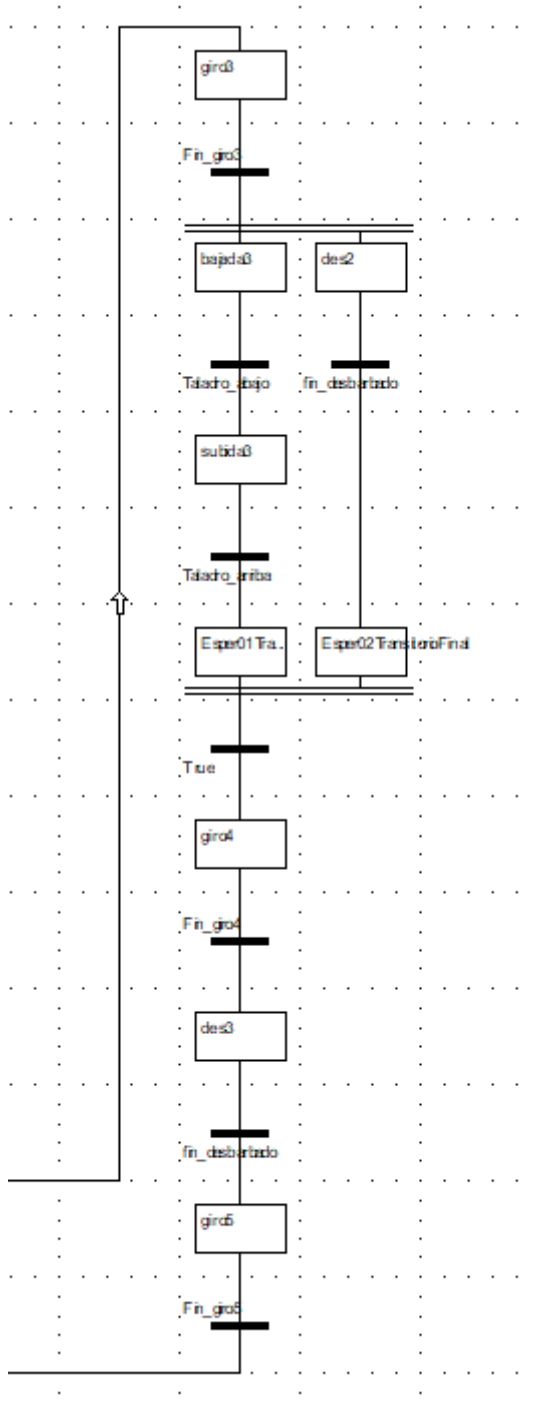 giro3
Fin_giro3
bajada3
des2
Taladro_abajo
fin_desbarbado
subida3
Taladro_arriba
Esper01Tra..
Esper02TransitorioFinal
True
giro4
Fin_giro4
des3
fin_desbarbado
giro5
Fin_giro5